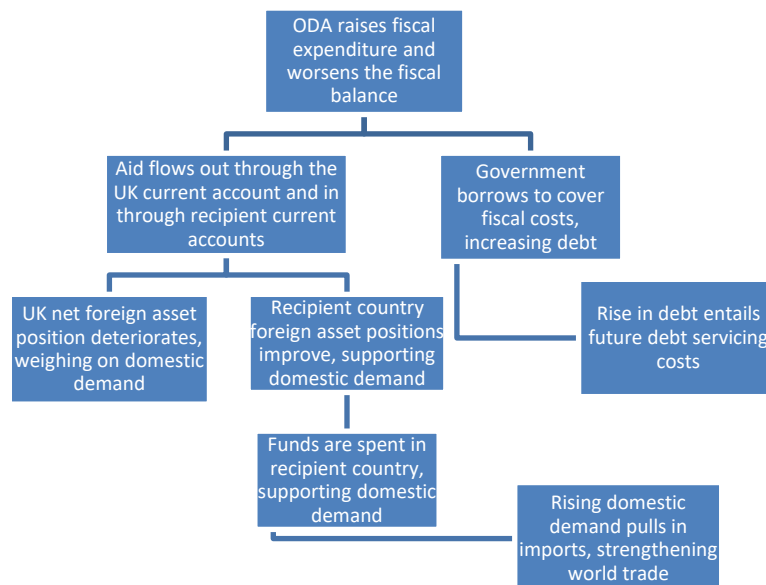 ODA raises fiscal
expenditure and
worsens the fiscal
balance
Aid flows out through the
UK current account and in
through recipient current
accounts
Government
borrows to cover
fiscal costs,
increasing debt
UK net foreign asset
position deteriorates,
weighing on domestic
demand
Recipient country
foreign asset positions
improve, supporting
domestic demand
Rise in debt entails
future debt servicing
costs
Funds are spent in
recipient country,
supporting domestic
demand
Rising domestic
demand pulls in
imports, strengthening
world trade